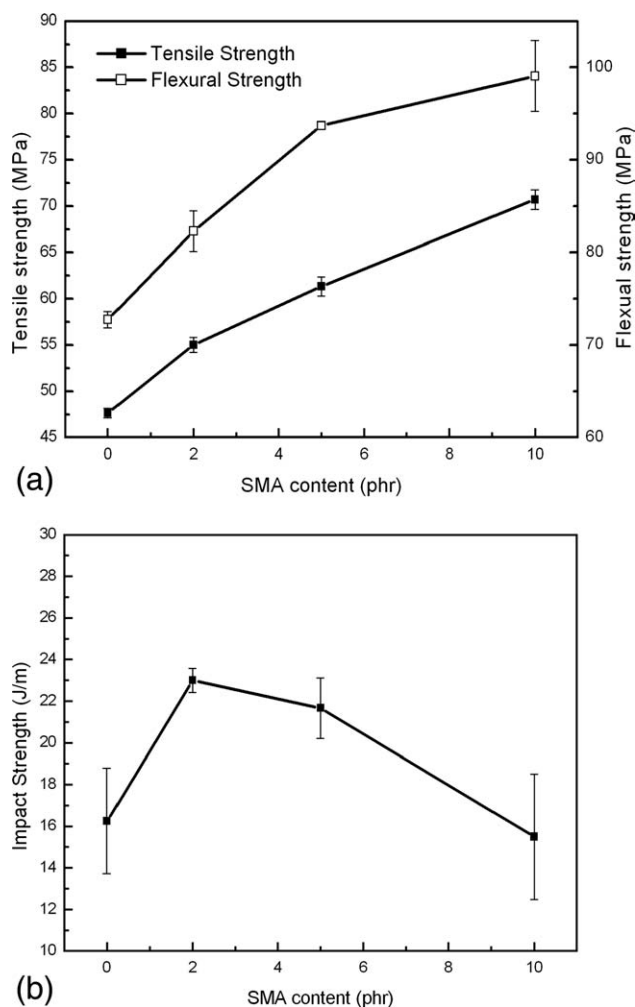 90
85
80
75
70
65
60
55
50
45
Tensile strength (MPa)
Tensile Strength
Flexural Strength
100
90
80
70
60
Flexual strength (MPa)
0 2 4 6 8 10
SMA content (phr)
(a)
30
28
26
24
22
20
18
16
14
12
10
Impact Strength (J/m)
0 2 4 6 8 10
SMA content (phr)
(b)